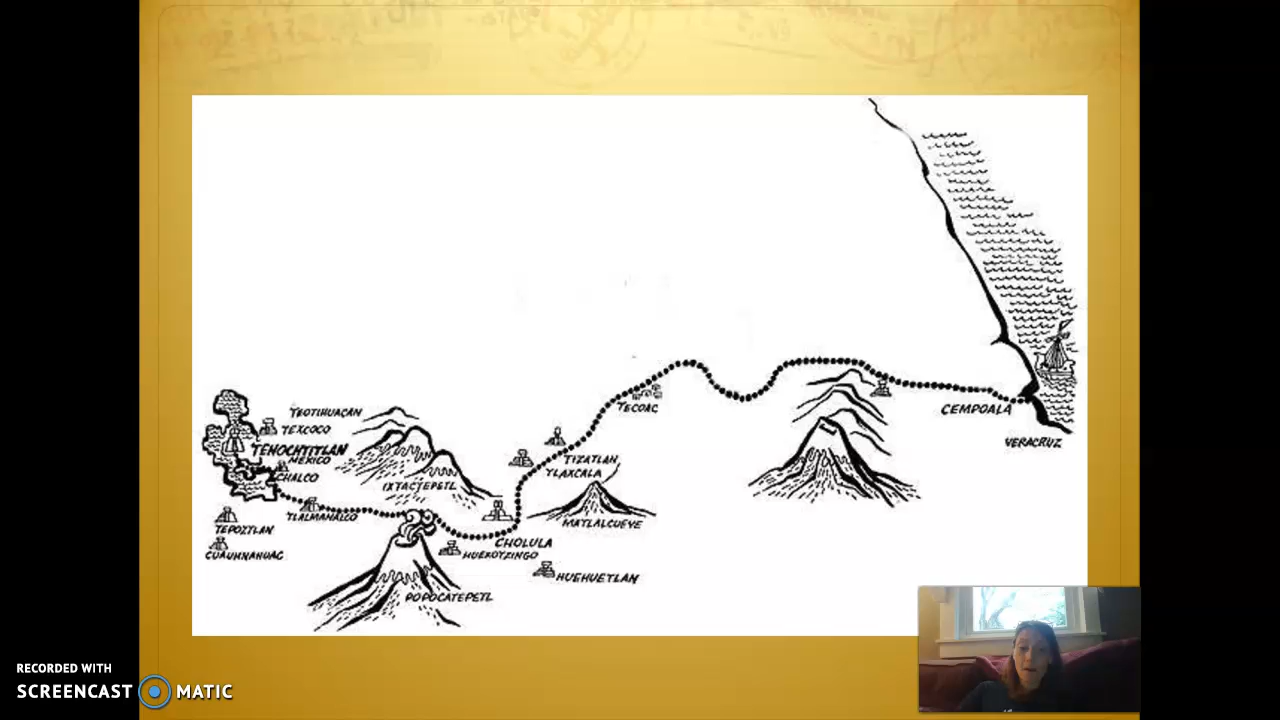 TEOTIHUACAN
TEXCOCO
TENOCHTITLAN
MEXICO
CHALCO
IXTACTEPETL
TLALMANALCO
TEPOZTLAN
CUAUHNAHUAC
POPOCATEPETL
CHOLULA
HUEXOTZINGO
HUEHUETLAN
TIZATLAN
TLAXCALA
MATLALCUEYE
TECOAC
CEMPOALA
VERACRUZ
RECORDED WITH
SCREENCAST MATIC